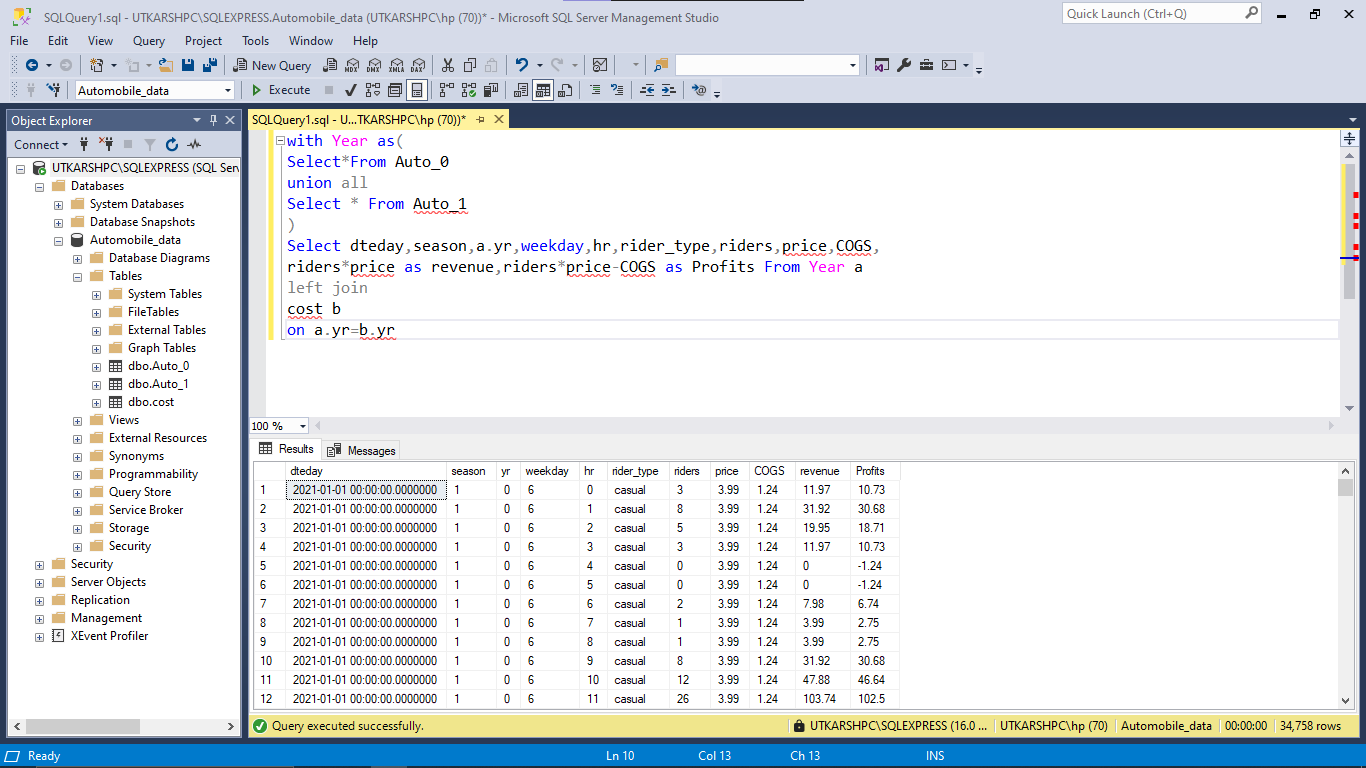 SQLQuery1.sql - UTKARSHPC\SQLEXPRESS.Automobile_data (UTKARSHPC\hp (70))* - Microsoft SQL Server Management Studio
Quick Launch (Ctrl+Q)
File Edit View Query Project Tools Window Help
New Query MDX DMX XMLA DAX
Automobile_data Execute
Object Explorer
Connect
UTKARSHPC\SQLEXPRESS (SQL Ser
Databases
System Databases
Database Snapshots
Automobile_data
Database Diagrams
Tables
System Tables
FileTables
External Tables
Graph Tables
dbo.Auto_0
dbo.Auto_1
dbo.cost
Views
External Resources
Synonyms
Programmability
Query Store
Service Broker
Storage
Security
Security
Server Objects
Replication
Management
XEvent Profiler
SQLQuery1.sql - U...TKARSHPC\hp (70))*
with Year as(
Select*From Auto_0
union all
Select * From Auto_1
)
Select dteday,season,a.yr,weekday,hr,rider_type,riders,price,COGS,
riders*price as revenue,riders*price-COGS as Profits From Year a
left join
cost b
on a.yr=b.yr
100 %
Results Messages
dteday season yr weekday hr rider_type riders price COGS revenue Profits
1 2021-01-01 00:00:00.0000000 1 0 6 0 casual 3 3.99 1.24 11.97 10.73
2 2021-01-01 00:00:00.0000000 1 0 6 1 casual 8 3.99 1.24 31.92 30.68
3 2021-01-01 00:00:00.0000000 1 0 6 2 casual 5 3.99 1.24 19.95 18.71
4 2021-01-01 00:00:00.0000000 1 0 6 3 casual 3 3.99 1.24 11.97 10.73
5 2021-01-01 00:00:00.0000000 1 0 6 4 casual 0 3.99 1.24 0 -1.24
6 2021-01-01 00:00:00.0000000 1 0 6 5 casual 0 3.99 1.24 0 -1.24
7 2021-01-01 00:00:00.0000000 1 0 6 6 casual 2 3.99 1.24 7.98 6.74
8 2021-01-01 00:00:00.0000000 1 0 6 7 casual 1 3.99 1.24 3.99 2.75
9 2021-01-01 00:00:00.0000000 1 0 6 8 casual 1 3.99 1.24 3.99 2.75
10 2021-01-01 00:00:00.0000000 1 0 6 9 casual 8 3.99 1.24 31.92 30.68
11 2021-01-01 00:00:00.0000000 1 0 6 10 casual 12 3.99 1.24 47.88 46.64
12 2021-01-01 00:00:00.0000000 1 0 6 11 casual 26 3.99 1.24 103.74 102.5
Query executed successfully. UTKARSHPC\SQLEXPRESS (16.0 ... UTKARSHPC\hp (70) Automobile_data 00:00:00 34,758 rows
Ready Ln 10 Col 13 Ch 13 INS